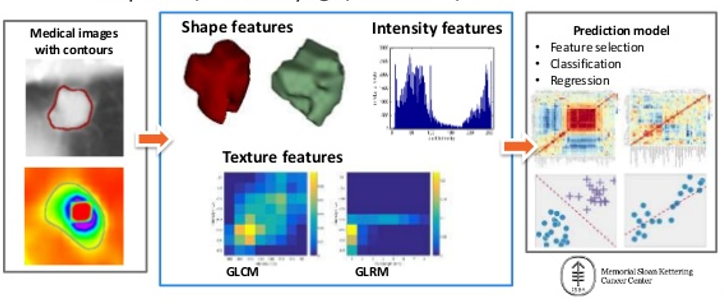 Medical images
with contours
Shape features
Intensity features
Texture features
GLCM
GLRM
Prediction model
• Feature selection
• Classification
• Regression
Memorial Sloan Kettering
Cancer Center